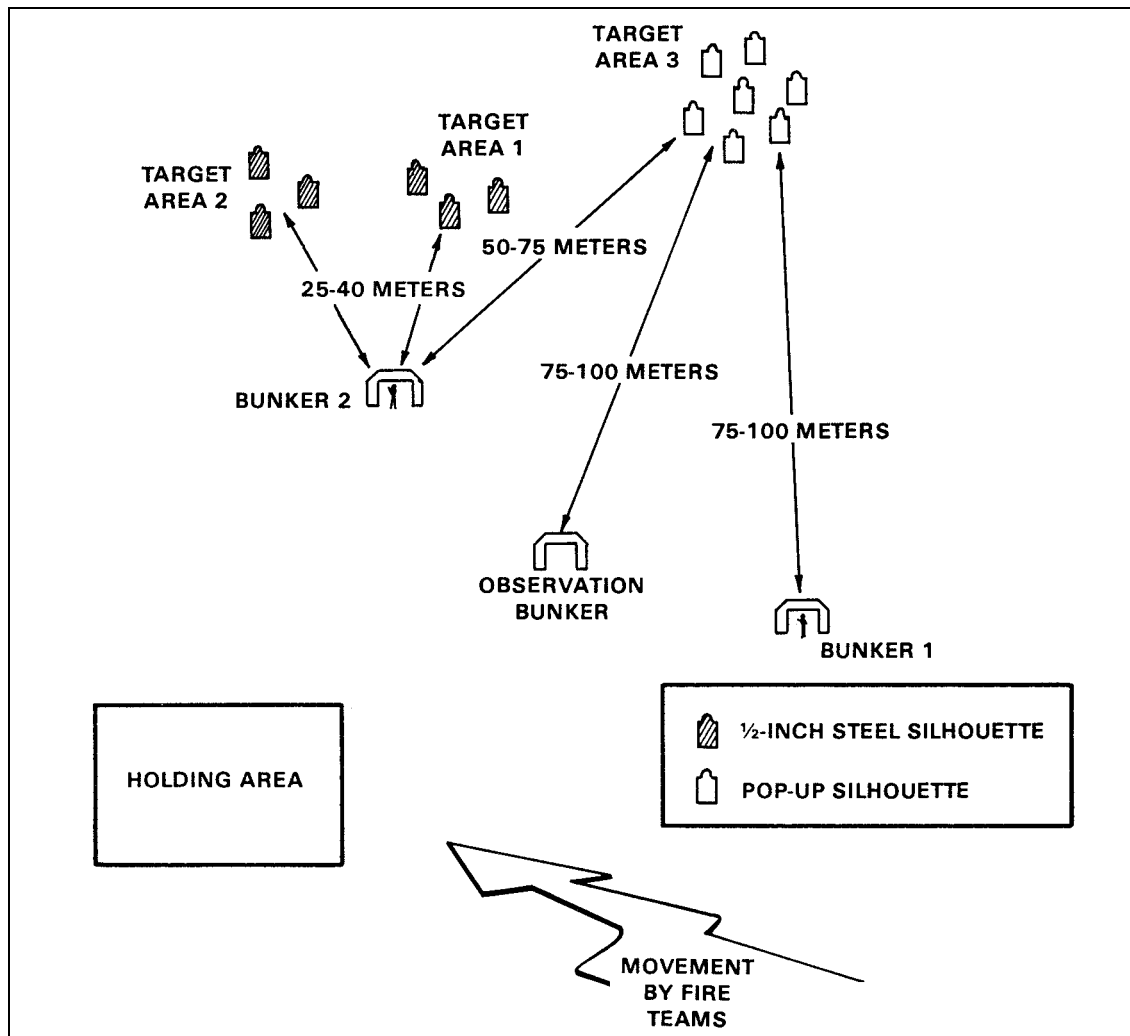 TARGET
AREA 3
TARGET
AREA 1
TARGET
AREA 2
50-75 METERS
25-40 METERS
75-100 METERS
BUNKER 2
75-100 METERS
OBSERVATION
BUNKER
BUNKER 1
½-INCH STEEL SILHOUETTE
HOLDING AREA
POP-UP SILHOUETTE
MOVEMENT
BY FIRE
TEAMS